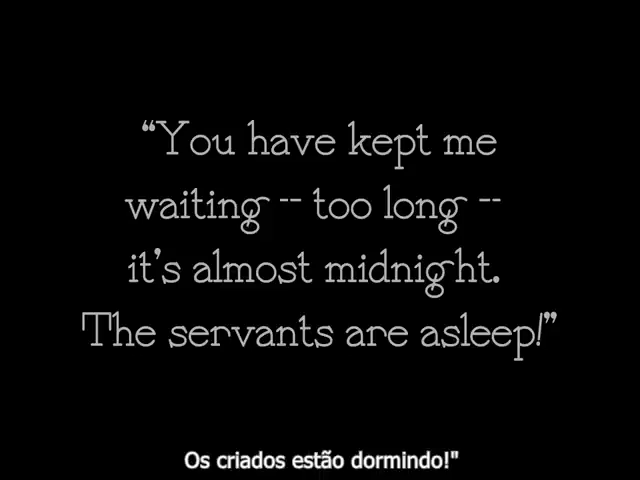 “You have kept me
waiting -- too long --
it’s almost midnight.
The servants are asleep!”
Os criados estão dormindo!"